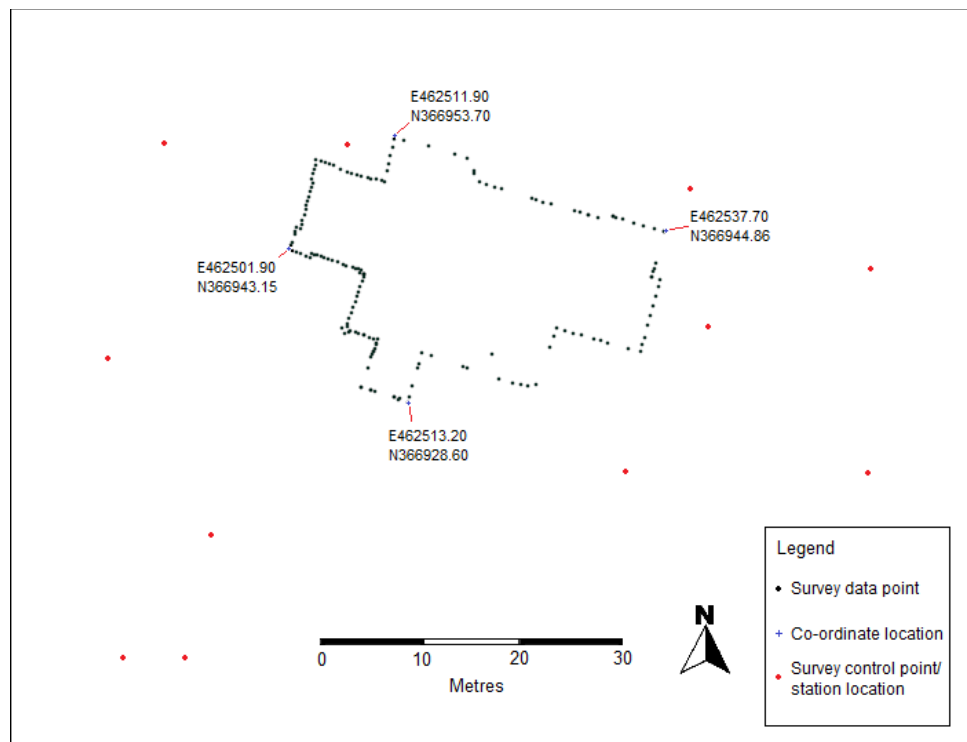 E462511.90
N366953.70
E462537.70
N366944.86
E462501.90
N366943.15
E462513.20
N366928.60
Legend
Survey data point
Co-ordinate location
Survey control point/
station location
N
0 10 20 30
Metres